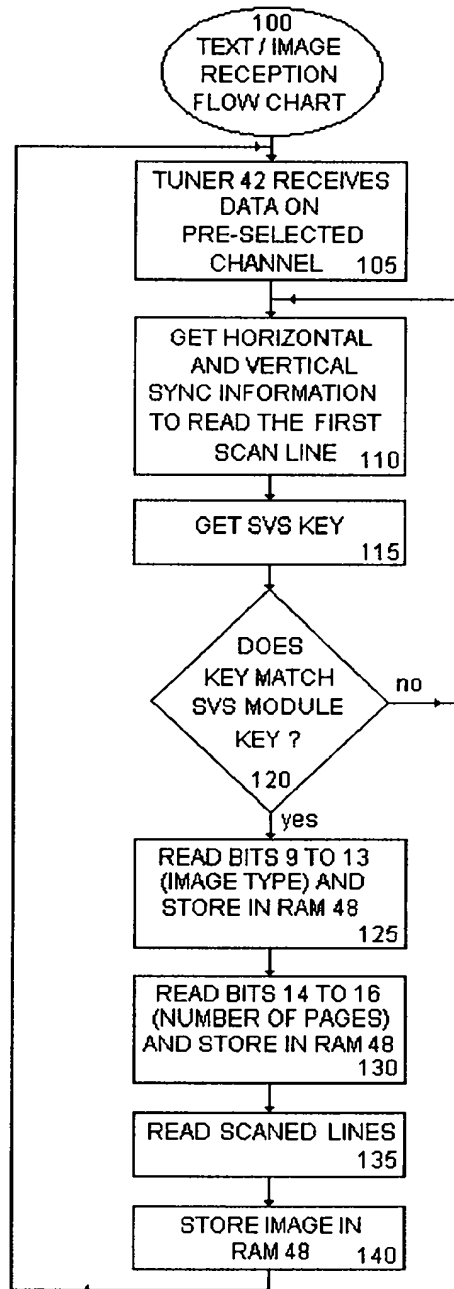 100
TEXT / IMAGE
RECEPTION
FLOW CHART
TUNER 42 RECEIVES
DATA ON
PRE-SELECTED
CHANNEL 105
GET HORIZONTAL
AND VERTICAL
SYNC INFORMATION
TO READ THE FIRST
SCAN LINE
110
GET SVS KEY
115
DOES
KEY MATCH
SVS MODULE
KEY ?
120
no
yes
READ BITS 9 TO 13
(IMAGE TYPE) AND
STORE IN RAM 48
125
READ BITS 14 TO 16
(NUMBER OF PAGES)
AND STORE IN RAM 48
130
READ SCANED LINES
135
STORE IMAGE IN
RAM 48 140